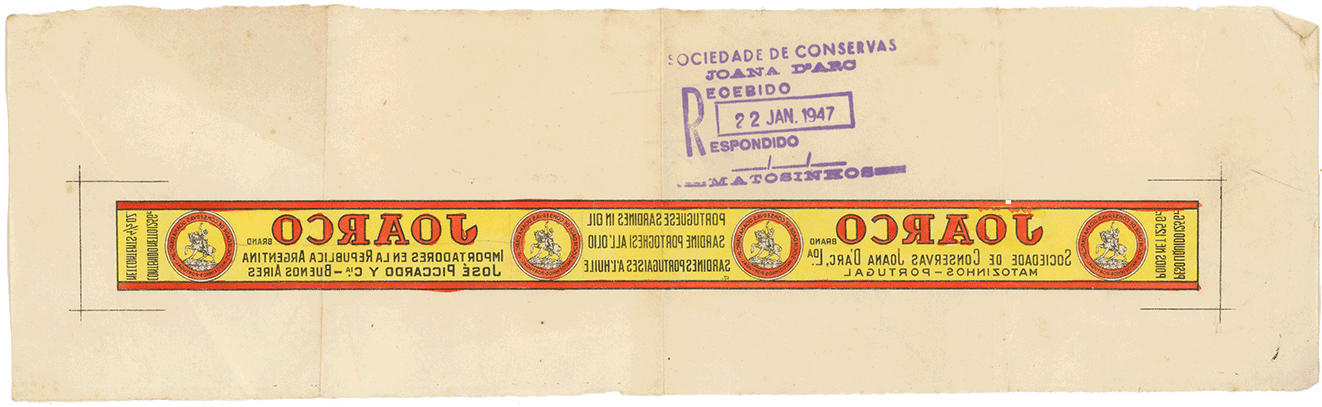 SOCIEDADE DE CONSERVAS
JOANA D'ARC
RECEBIDO
22 JAN. 1947
RESPONDIDO
MATOSINHOS
JOARCO
BRAND
SOCIEDADE DE CONSERVAS JOANA D'ARC, LDA
MATOZINHOS - PORTUGAL
PORTUGUESE SARDINES IN OIL
SARDINE PORTOGHESI ALL'OLIO
SARDINES PORTUGAISES A L'HUILE
JOARCO
BRAND
IMPORTADORES EN LA REPUBLICA ARGENTINA
JOSÉ PICCARDO Y CIA - BUENOS AIRES